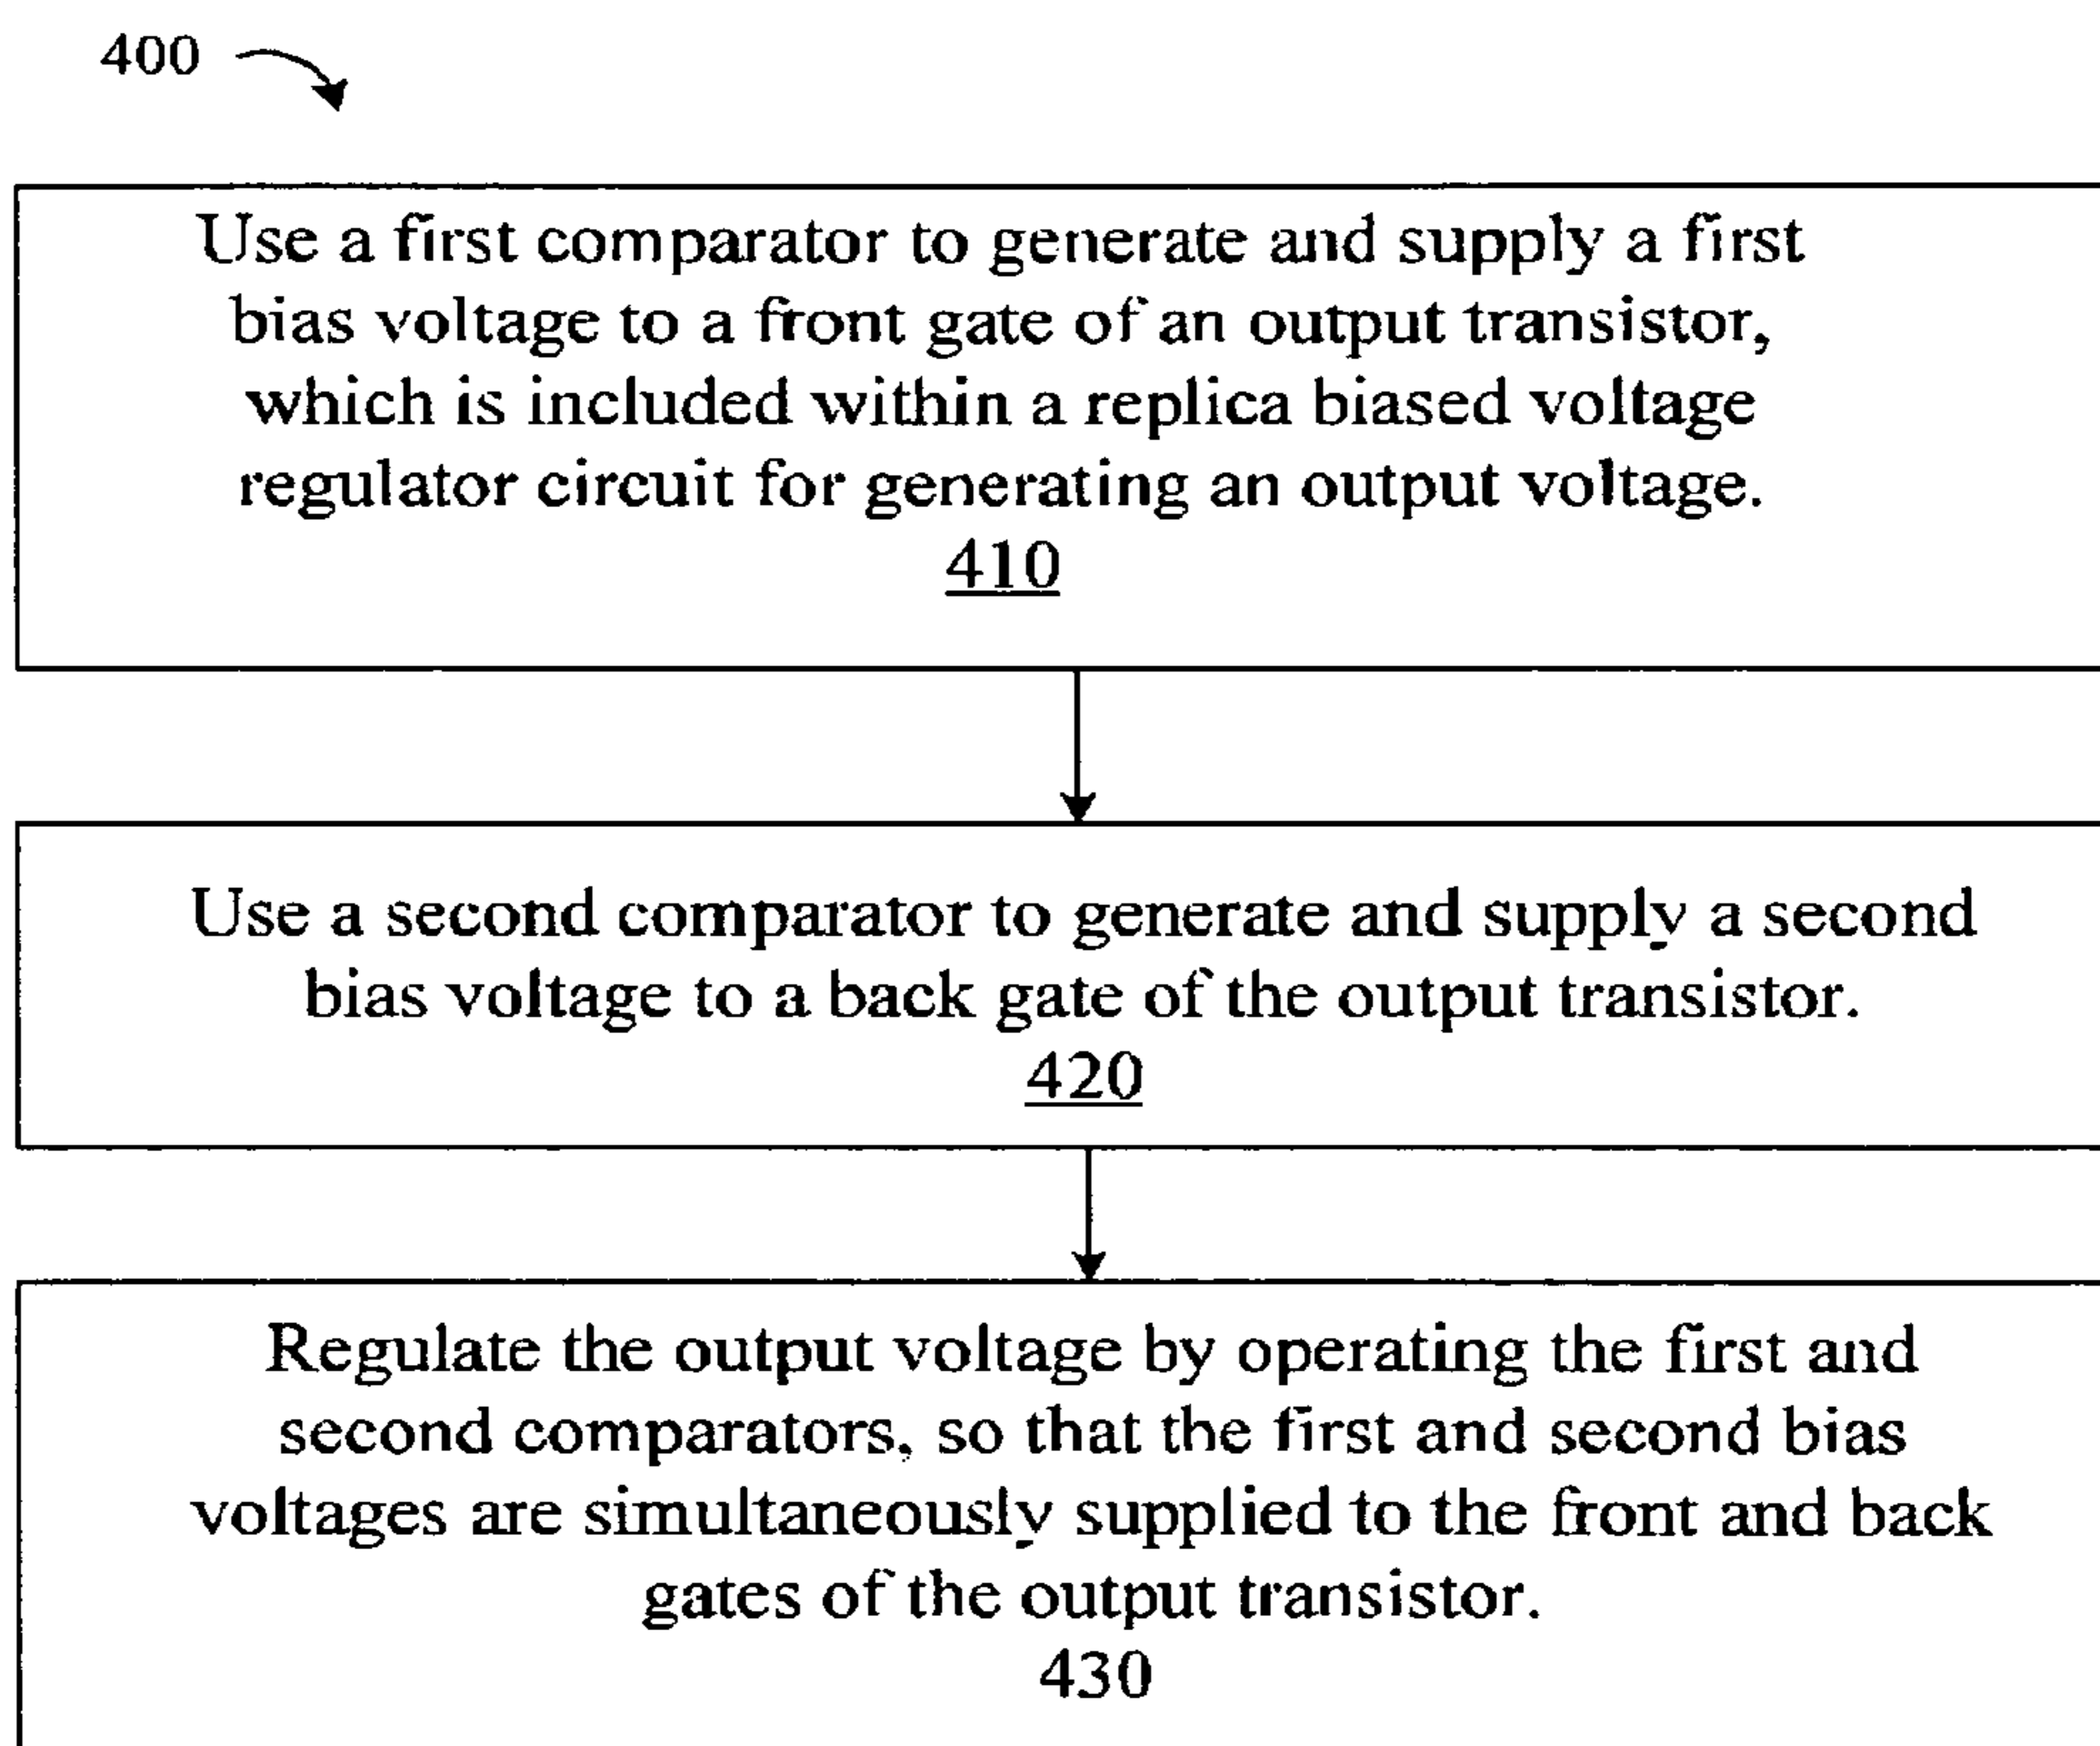 400
Use a first comparator to generate and supply a first
bias voltage to a front gate of an output transistor,
which is included within a replica biased voltage
regulator circuit for generating an output voltage.
410
Use a second comparator to generate and supply a second
bias voltage to a back gate of the output transistor.
420
Regulate the output voltage by operating the first and
second comparators, so that the first and second bias
voltages are simultaneously supplied to the front and back
gates of the output transistor.
430